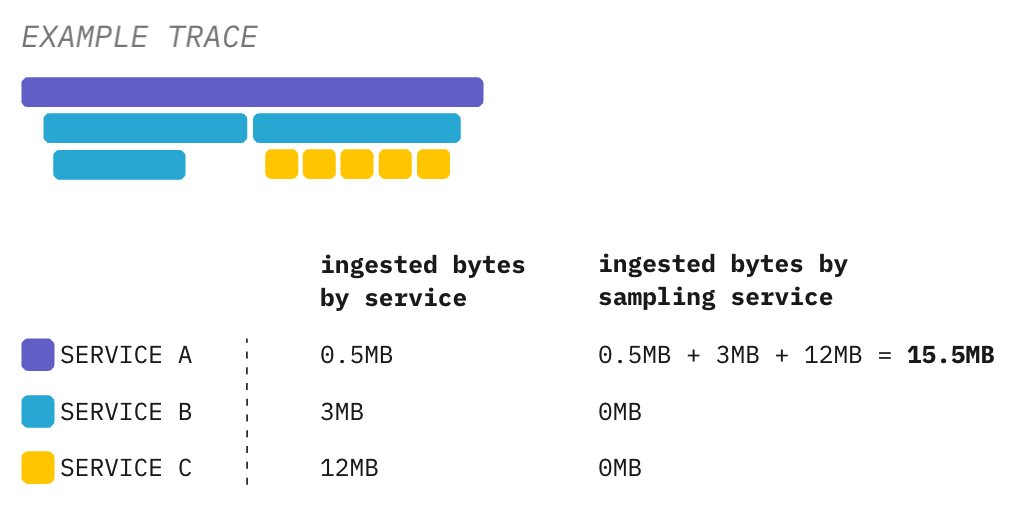 EXAMPLE TRACE
ingested bytes by service
ingested bytes by sampling service
SERVICE A 0.5MB 0.5MB + 3MB + 12MB = 15.5MB
SERVICE B 3MB 0MB
SERVICE C 12MB 0MB